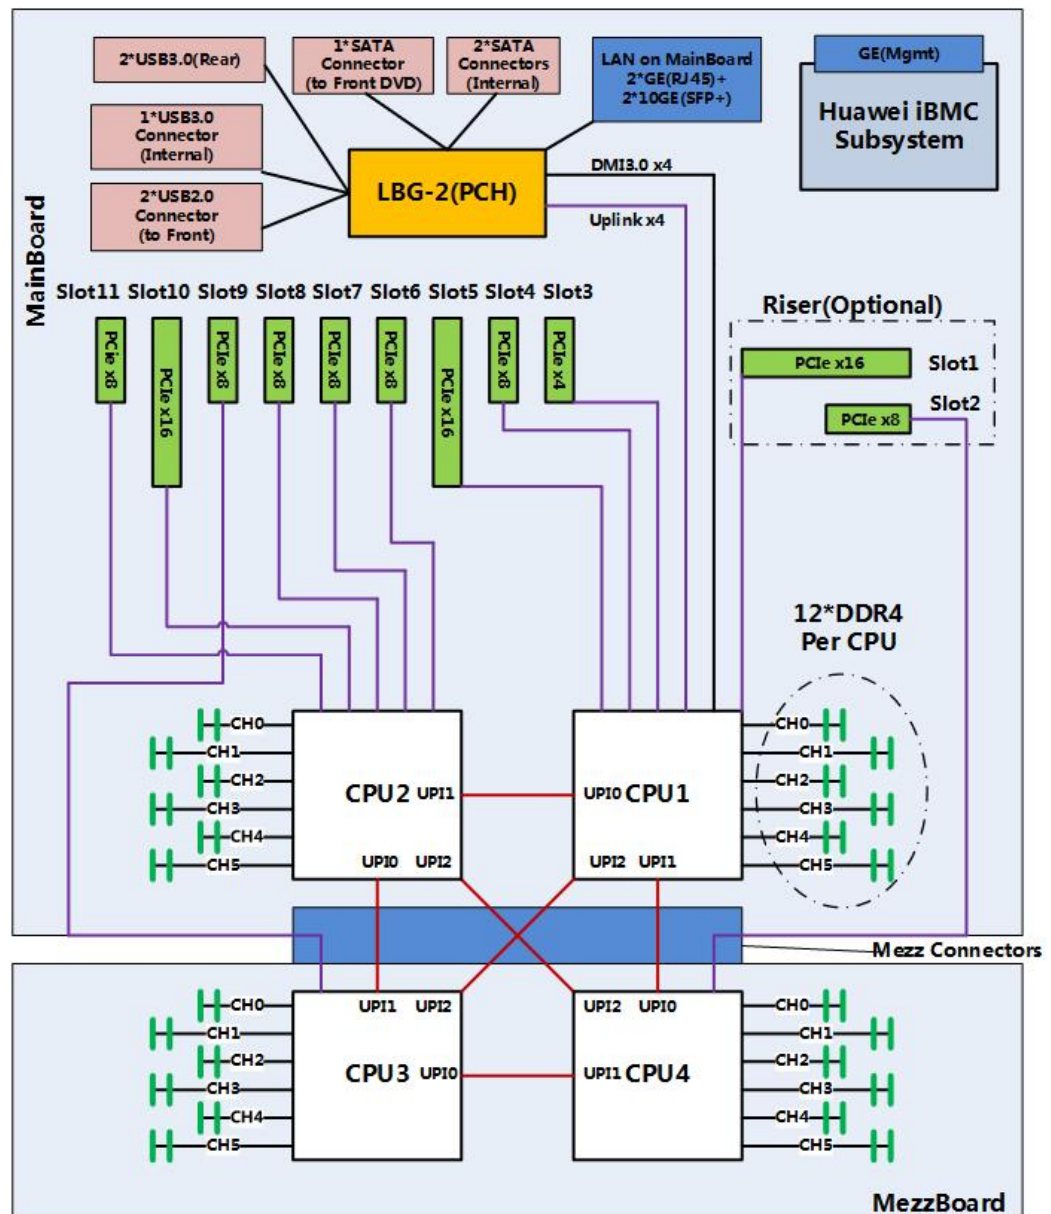 MainBoard
2*USB3.0(Rear)
1*SATA
Connector
(to Front DVD)
2*SATA
Connectors
(Internal)
LAN on MainBoard
2*GE(RJ45)+
2*10GE(SFP+)
GE(Mgmt)
Huawei iBMC
Subsystem
1*USB3.0
Connector
(Internal)
2*USB2.0
Connector
(to Front)
LBG-2(PCH)
DMI3.0 x4
Uplink x4
Slot11
Slot10
Slot9
Slot8
Slot7
Slot6
Slot5
Slot4
Slot3
PCie x8
PCIe x16
PCIe x8
PCIe x8
PCIe x8
PCIe x8
PCIe x16
PCIe x8
PCIe x4
Riser(Optional)
PCIe x16
Slot1
Slot2
PCIe x8
12*DDR4
Per CPU
CH0
CH1
CH2
CH3
CH4
CH5
CPU2
UPI1
UPI0
UPI2
UPI0
CPU1
UPI2
UPI1
CH0
CH1
CH2
CH3
CH4
CH5
Mezz Connectors
CH0
CH1
CH2
CH3
CH4
CH5
UPI1
UPI2
CPU3
UPI0
UPI2
UPI0
UPI1
CPU4
CH0
CH1
CH2
CH3
CH4
CH5
MezzBoard